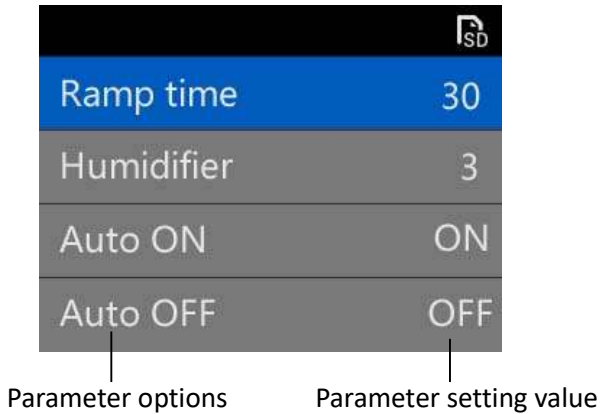 SD
Ramp time 30
Humidifier 3
Auto ON ON
Auto OFF OFF
Parameter options Parameter setting value